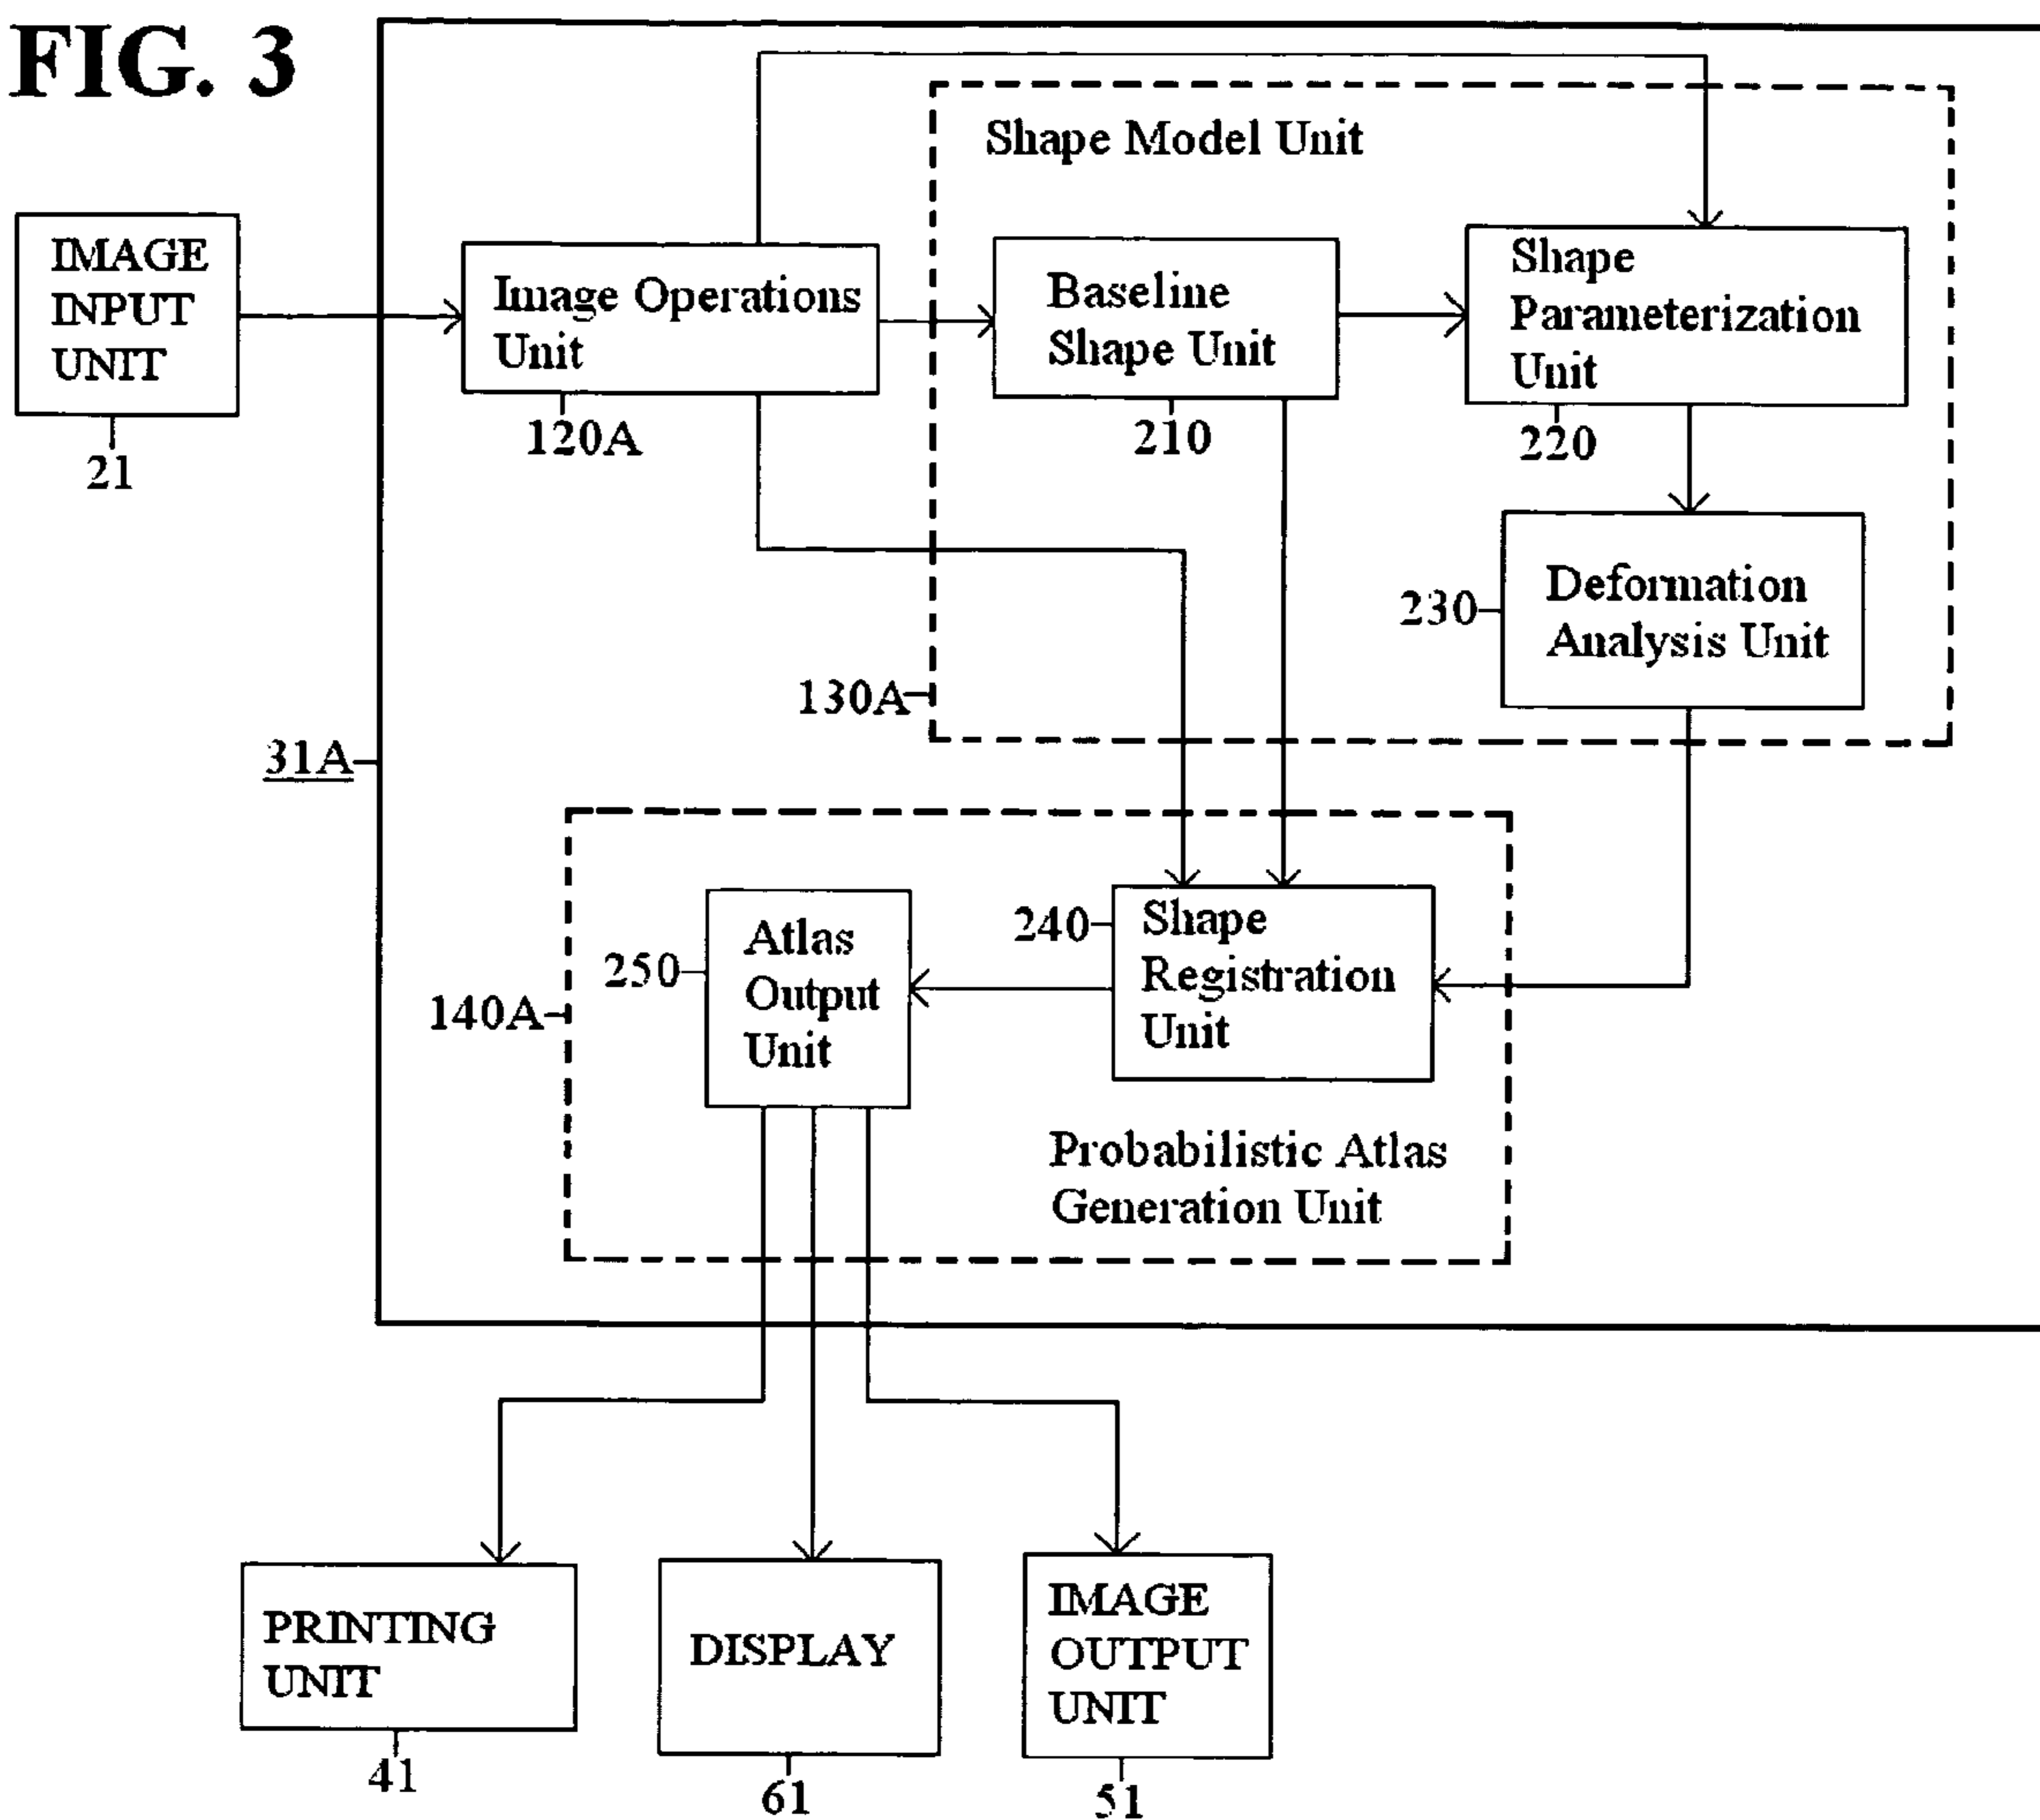 FIG. 3
Shape Model Unit
IMAGE
INPUT
UNIT
21
Image Operations
Unit
120A
Baseline
Shape Unit
210
Shape
Parameterization
Unit
220
230
Deformation
Analysis Unit
130A
31A
140A
250
Atlas
Output
Unit
240
Shape
Registration
Unit
Probabilistic Atlas
Generation Unit
PRINTING
UNIT
41
DISPLAY
61
IMAGE
OUTPUT
UNIT
51